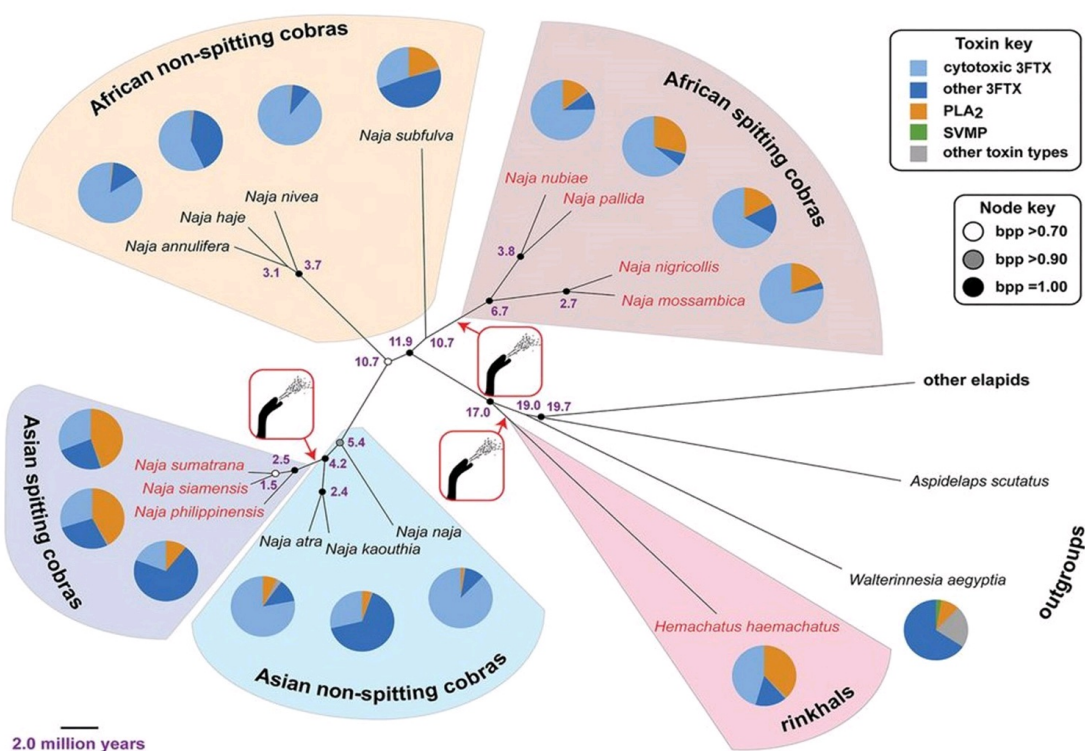 African non-spitting cobras
Naja subfulva
Naja nivea
Naja haje
Naja annulifera
3.1
3.7
African spitting cobras
Naja nubiae
Naja pallida
3.8
Naja nigricollis
Naja mossambica
6.7
2.7
Toxin key
cytotoxic 3FTX
other 3FTX
PLA2
SVMP
other toxin types
Node key
bpp >0.70
bpp >0.90
bpp =1.00
10.7
11.9
10.7
17.0
19.0
19.7
other elapids
Aspidelaps scutatus
Walterinnesia aegyptia
outgroups
Hemachatus haemachatus
rinkhals
Asian spitting cobras
Naja sumatrana
Naja siamensis
Naja philippinensis
2.5
1.5
5.4
4.2
2.4
Naja atra
Naja kaouthia
Naja naja
Asian non-spitting cobras
2.0 million years